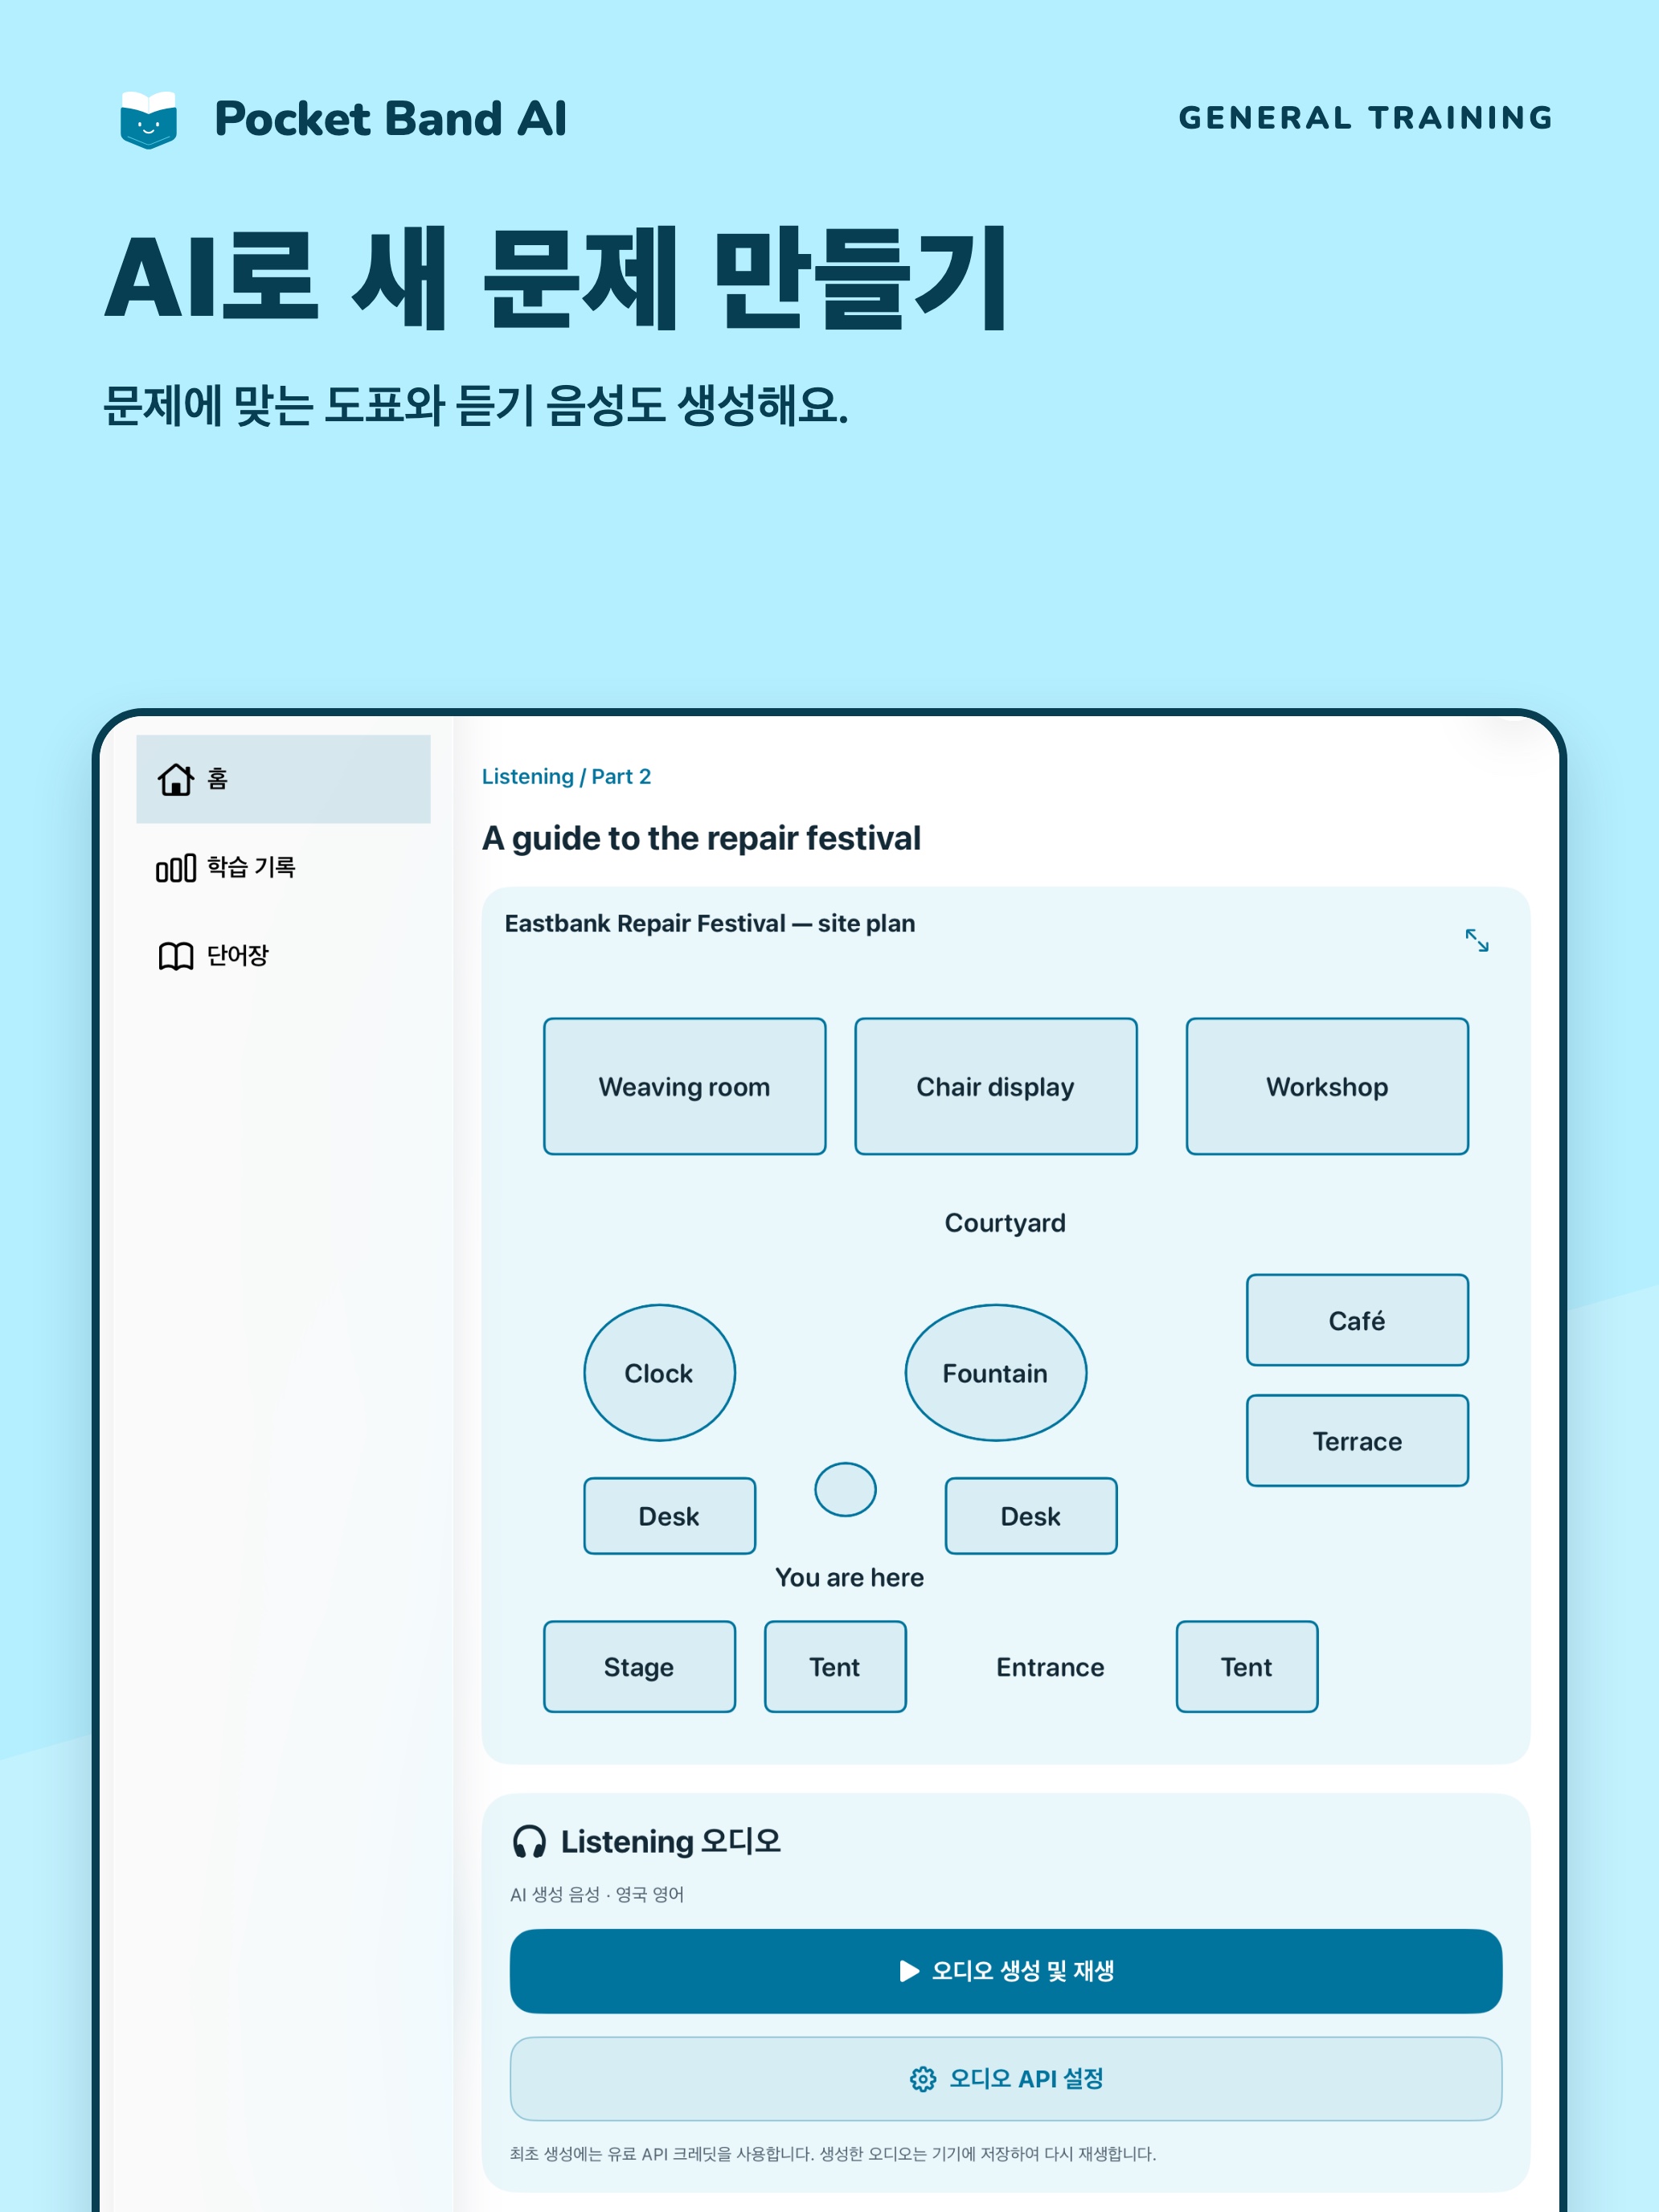 Pocket Band AI
GENERAL TRAINING
AI로 새 문제 만들기
문제에 맞는 도표와 듣기 음성도 생성해요.
홈
학습 기록
단어장
Listening / Part 2
A guide to the repair festival
Eastbank Repair Festival — site plan
Weaving room
Chair display
Workshop
Courtyard
Café
Clock
Fountain
Terrace
Desk
Desk
You are here
Stage
Tent
Entrance
Tent
Listening 오디오
AI 생성 음성 · 영국 영어
오디오 생성 및 재생
오디오 API 설정
최초 생성에는 유료 API 크레딧을 사용합니다. 생성한 오디오는 기기에 저장하여 다시 재생합니다.